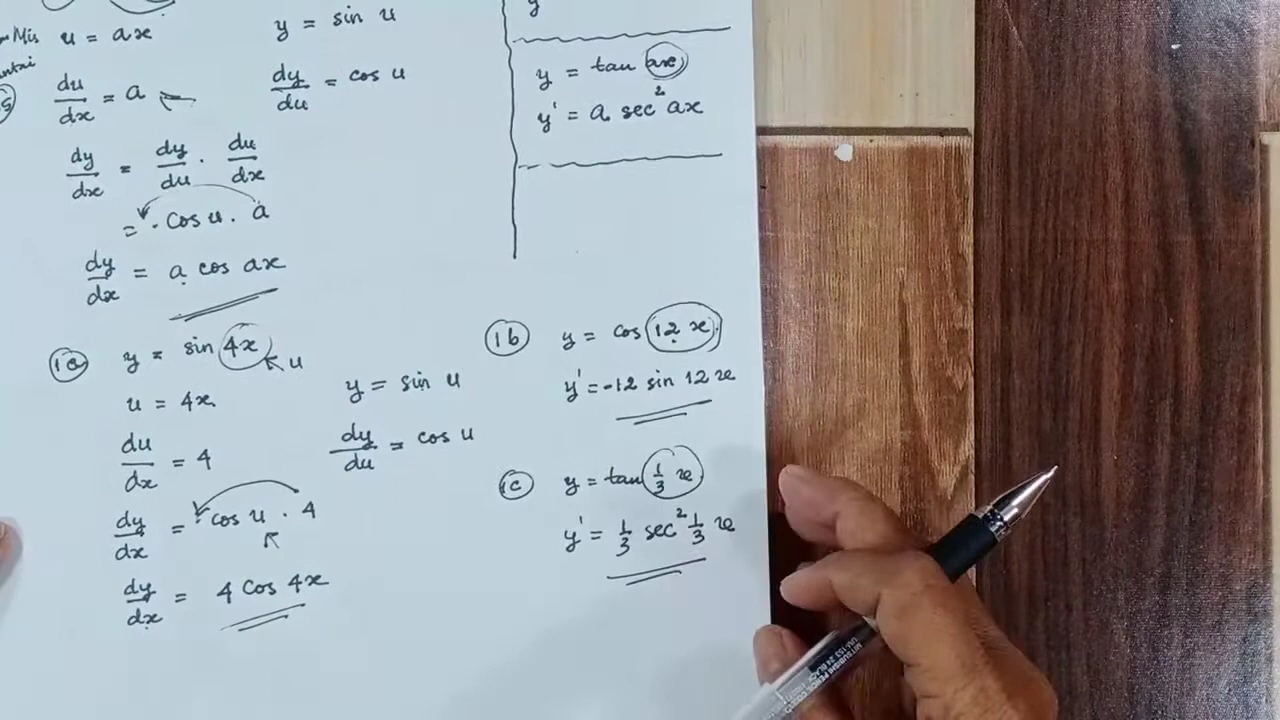 u = ax
y = sin u
du/dx = a
dy/du = cos u
dy/dx = dy/du . du/dx
= . cos u . a
dy/dx = a cos ax
y
y = tan ax
y' = a sec² ax
1a y = sin 4x u
u = 4x
y = sin u
du/dx = 4
dy/du = cos u
dy/dx = . cos u . 4
dy/dx = 4 cos 4x
1b y = cos 12x
y' = -12 sin 12x
1c y = tan 1/3 x
y' = 1/3 sec² 1/3 x